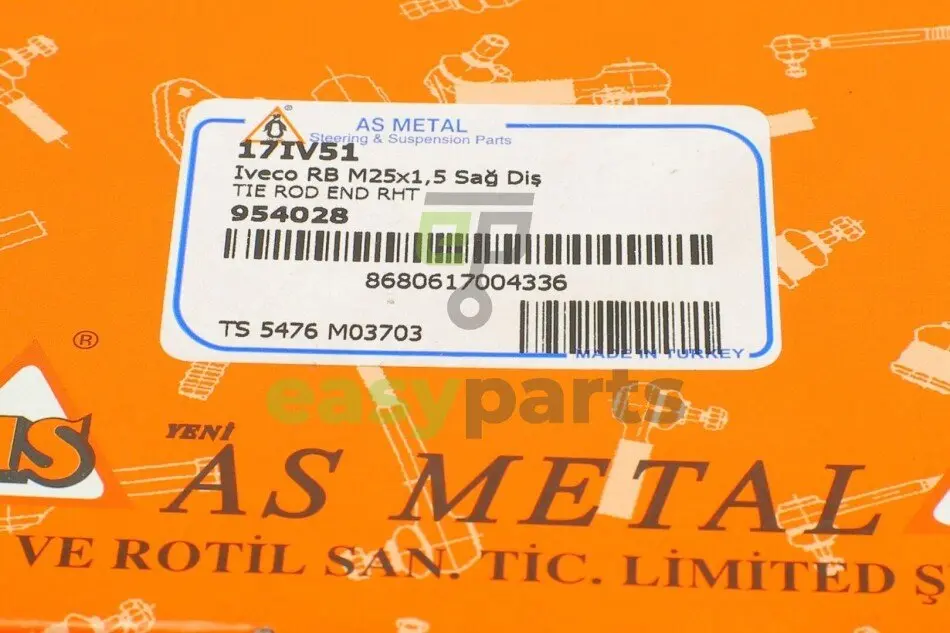 AS METAL
Steering & Suspension Parts
17IV51
Iveco RB M25x1,5 Sağ Diş
TIE ROD END RHT
954028
8680617004336
TS 5476 M03703
MADE IN TURKEY
®
easyparts
YENİ
AS METAL
VE ROTİL SAN. TİC. LİMİTED Ş